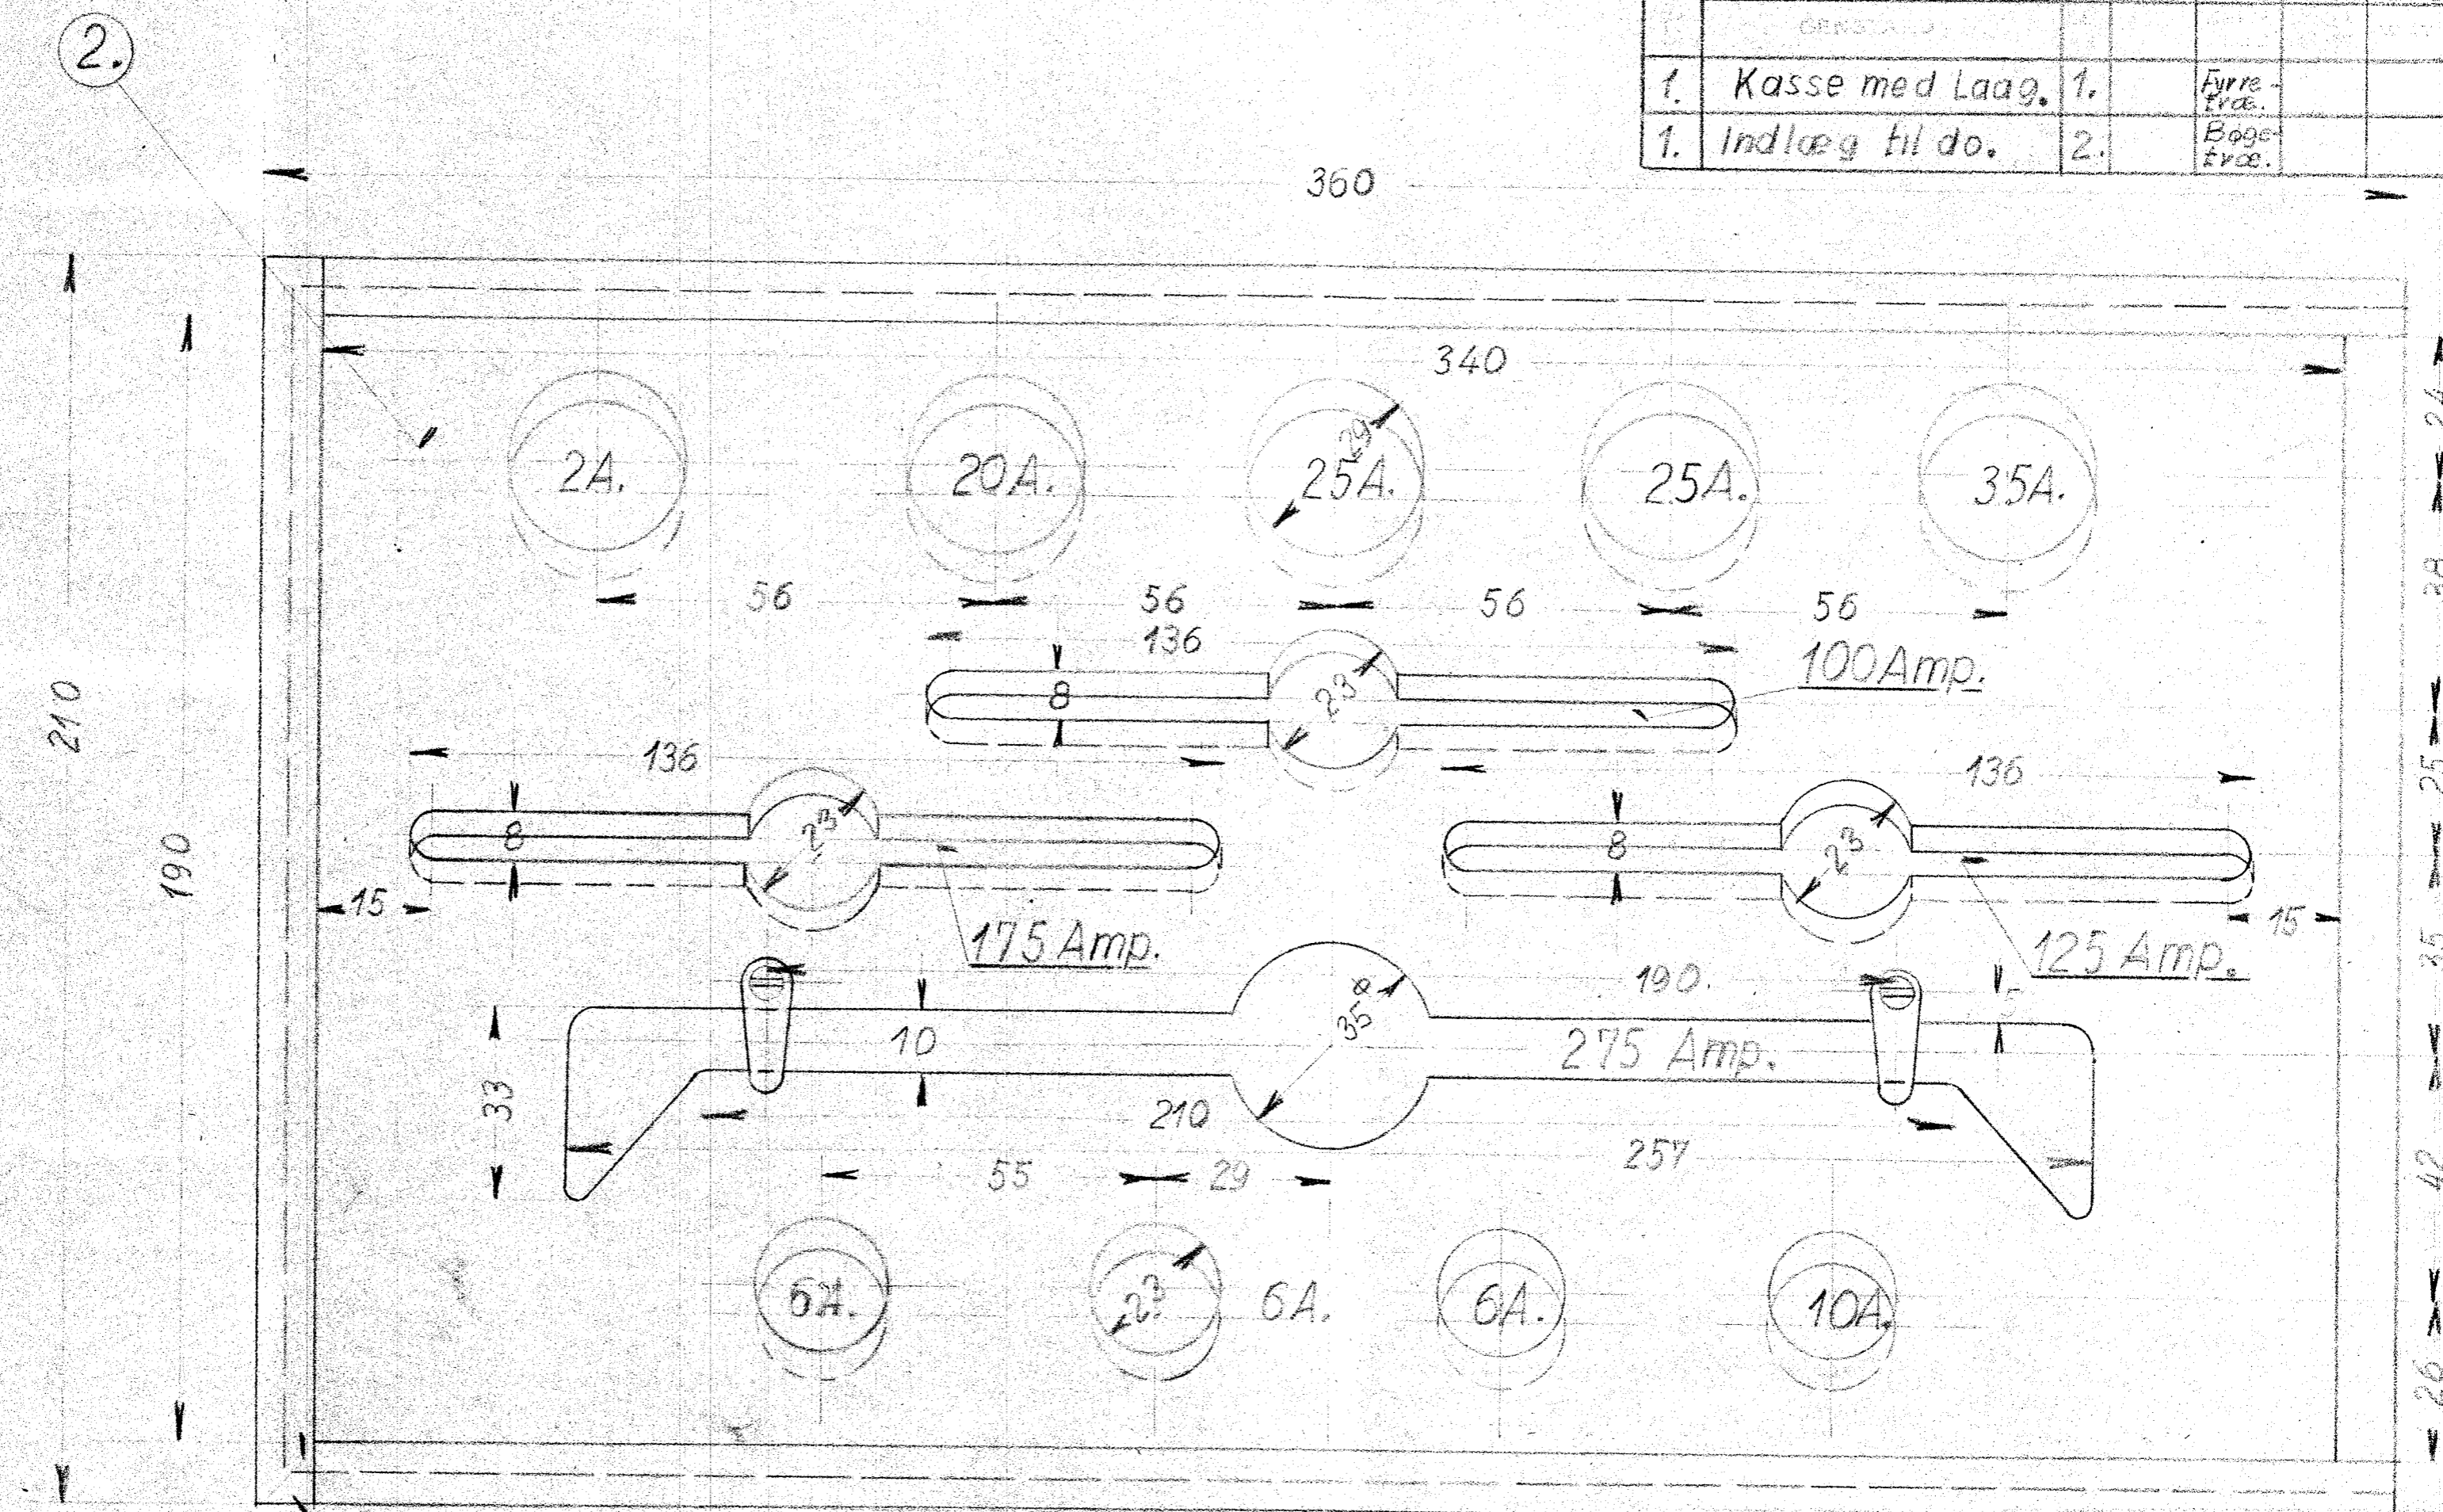 2.
1. Kasse med Laag. 1. Fyrre-
træ.
1. Indlæg til do. 2. Bøge-
træ.
360
340
24
29
2A. 20A. 25A. 25A. 35A.
38
56 56 56 56
136
100 Amp.
8 23
210
136 136
25
190
8 23 8 23
15 15
175 Amp. 125 Amp.
35
190.
35 ø
5
10 275 Amp.
33
210
257
42
55 29
6A. 23 6A. 6A. 10A.
26